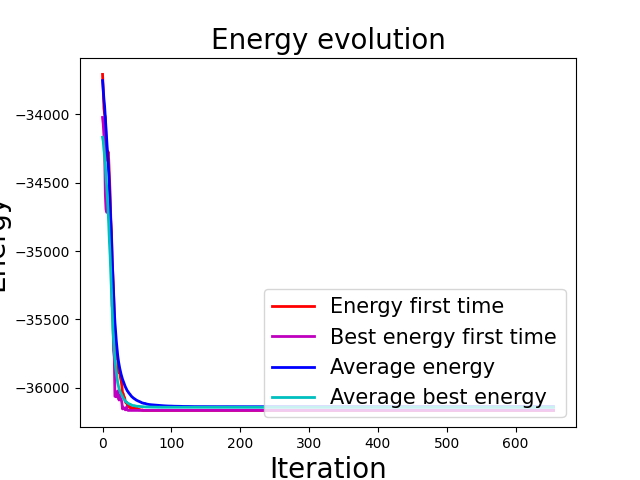 Energy evolution
Energy
−34000
−34500
−35000
−35500
−36000
Energy first time
Best energy first time
Average energy
Average best energy
0 100 200 300 400 500 600
Iteration